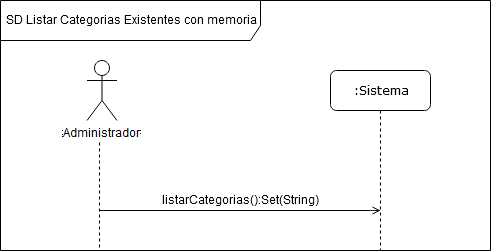 SD Listar Categorias Existentes con memoria
:Sistema
:Administrador
listarCategorias():Set(String)